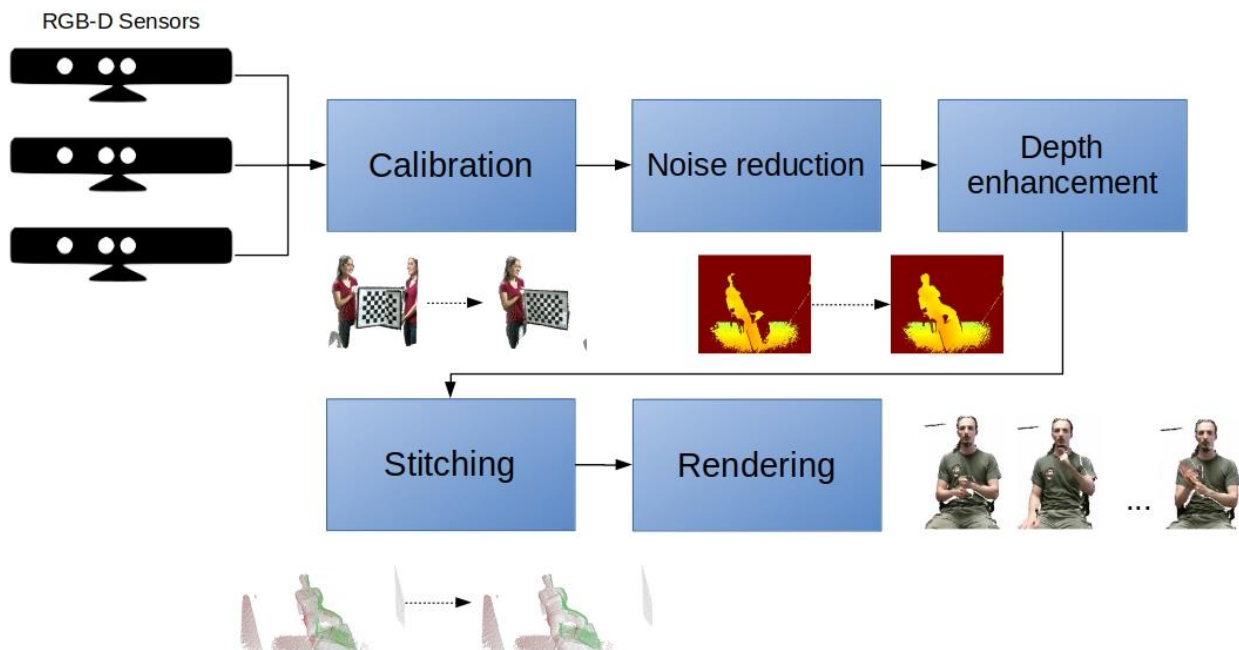 RGB-D Sensors
Calibration
Noise reduction
Depth
enhancement
Stitching
Rendering
...